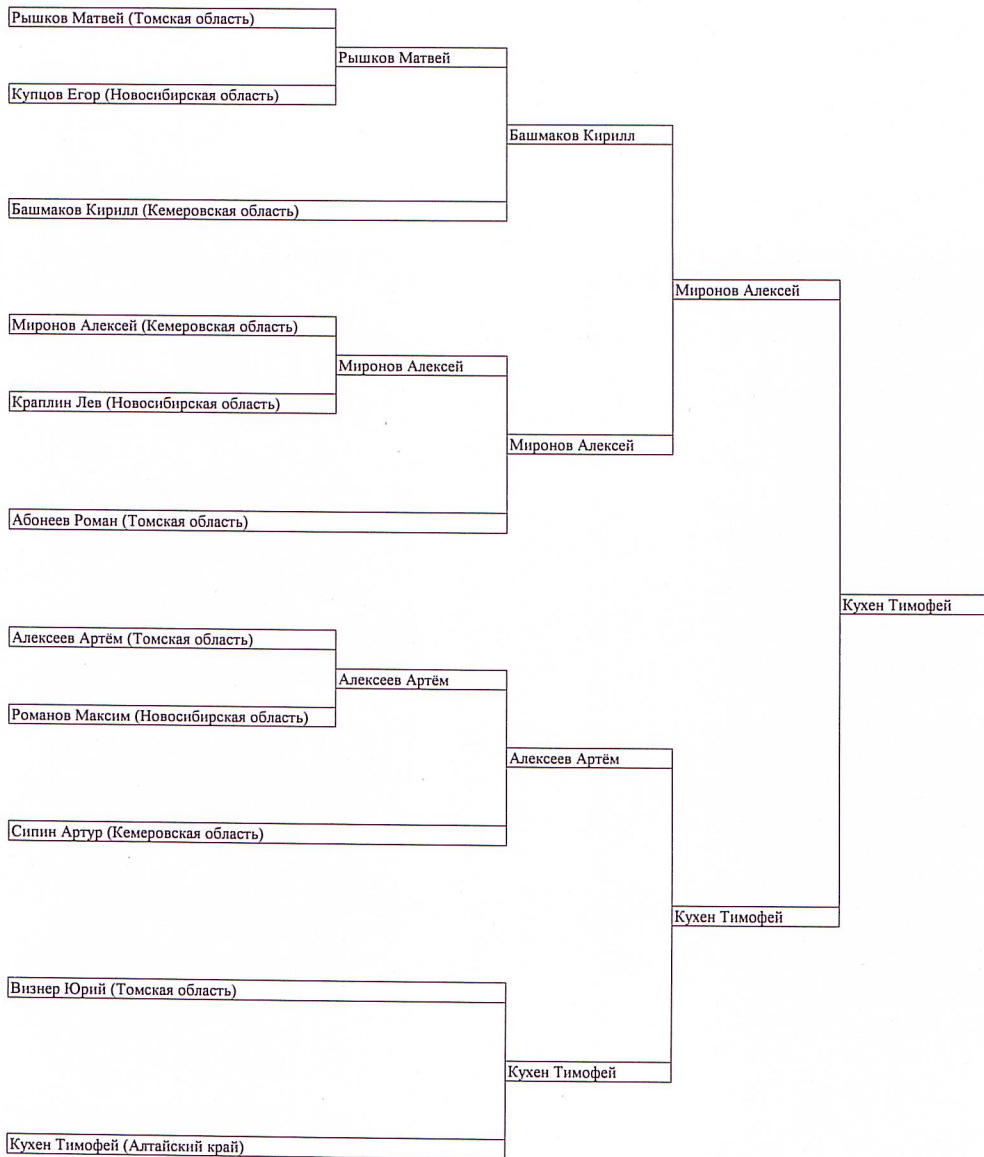 Рышков Матвей (Томская область)
Рышков Матвей
Купцов Егор (Новосибирская область)
Башмаков Кирилл
Башмаков Кирилл (Кемеровская область)
Миронов Алексей
Миронов Алексей (Кемеровская область)
Миронов Алексей
Краплин Лев (Новосибирская область)
Миронов Алексей
Абонеев Роман (Томская область)
Кухен Тимофей
Алексеев Артём (Томская область)
Алексеев Артём
Романов Максим (Новосибирская область)
Алексеев Артём
Сипин Артур (Кемеровская область)
Кухен Тимофей
Визнер Юрий (Томская область)
Кухен Тимофей
Кухен Тимофей (Алтайский край)